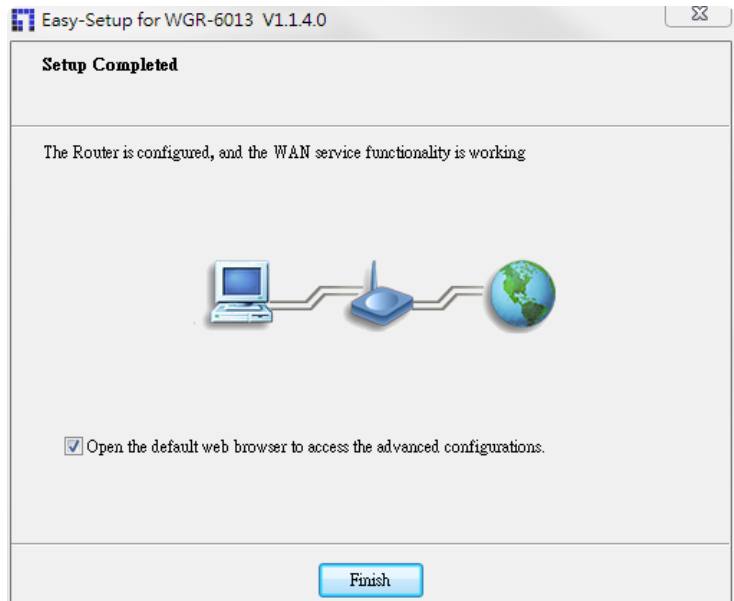 Easy-Setup for WGR-6013 V1.1.4.0
Setup Completed
The Router is configured, and the WAN service functionality is working
Open the default web browser to access the advanced configurations.
Finish